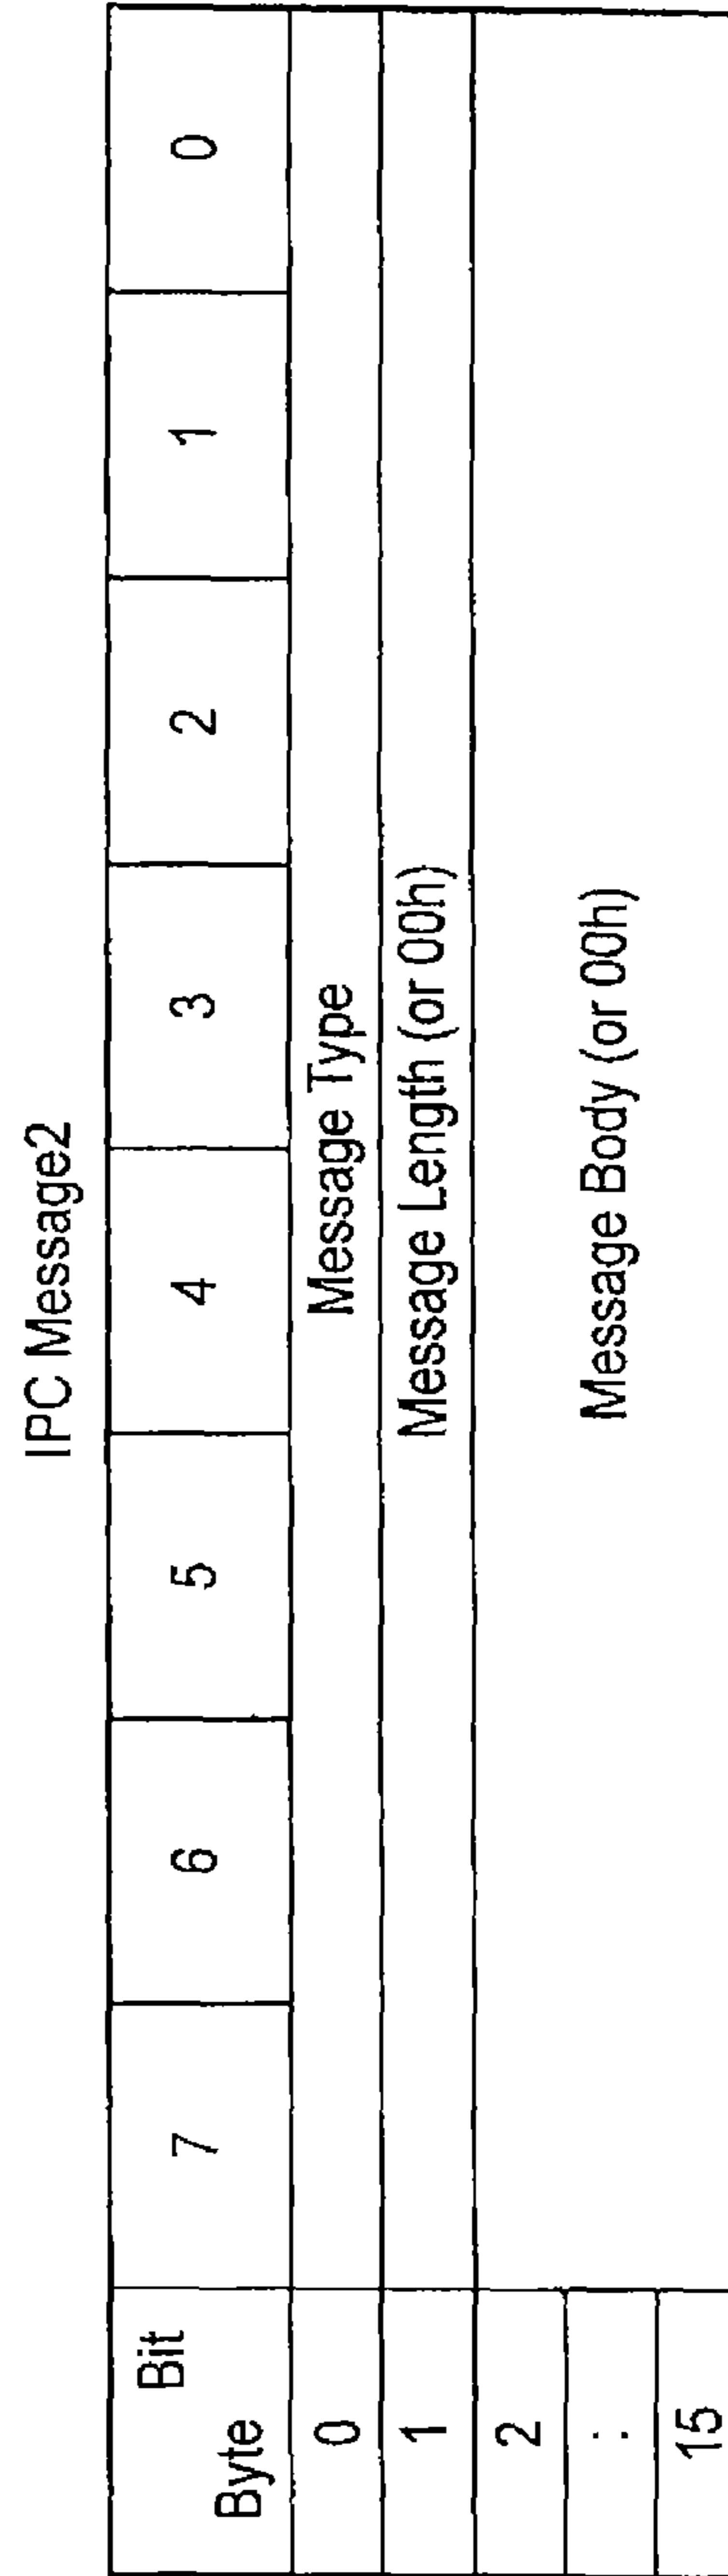 IPC Message2
Bit 7 6 5 4 3 2 1 0
Byte
0 Message Type
1 Message Length (or 00h)
2
: Message Body (or 00h)
15